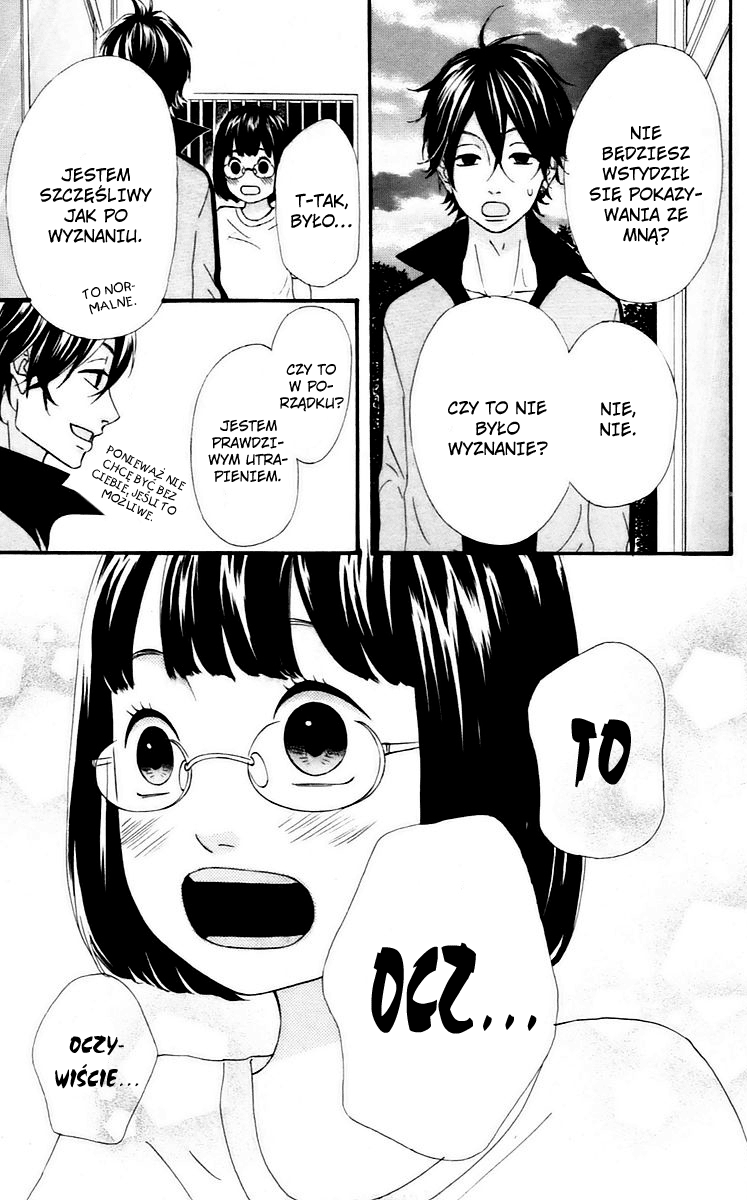 NIE
BĘDZIESZ
WSTYDZIŁ
SIĘ POKAZY-
WANIA ZE
MNĄ?
NIE,
NIE.
CZY TO NIE
BYŁO
WYZNANIE?
T-TAK,
BYŁO...
JESTEM
SZCZĘŚLIWY
JAK PO
WYZNANIU.
TO NOR-
MALNE.
CZY TO
W PO-
RZĄDKU?
JESTEM
PRAWDZI-
WYM UTRA-
PIENIEM.
PONIEWAŻ NIE
CHCĘ BYĆ BEZ
CIEBIE, JEŚLI TO
MOŻLIWE.
TO
OCZ...
OCZY-
WIŚCIE...